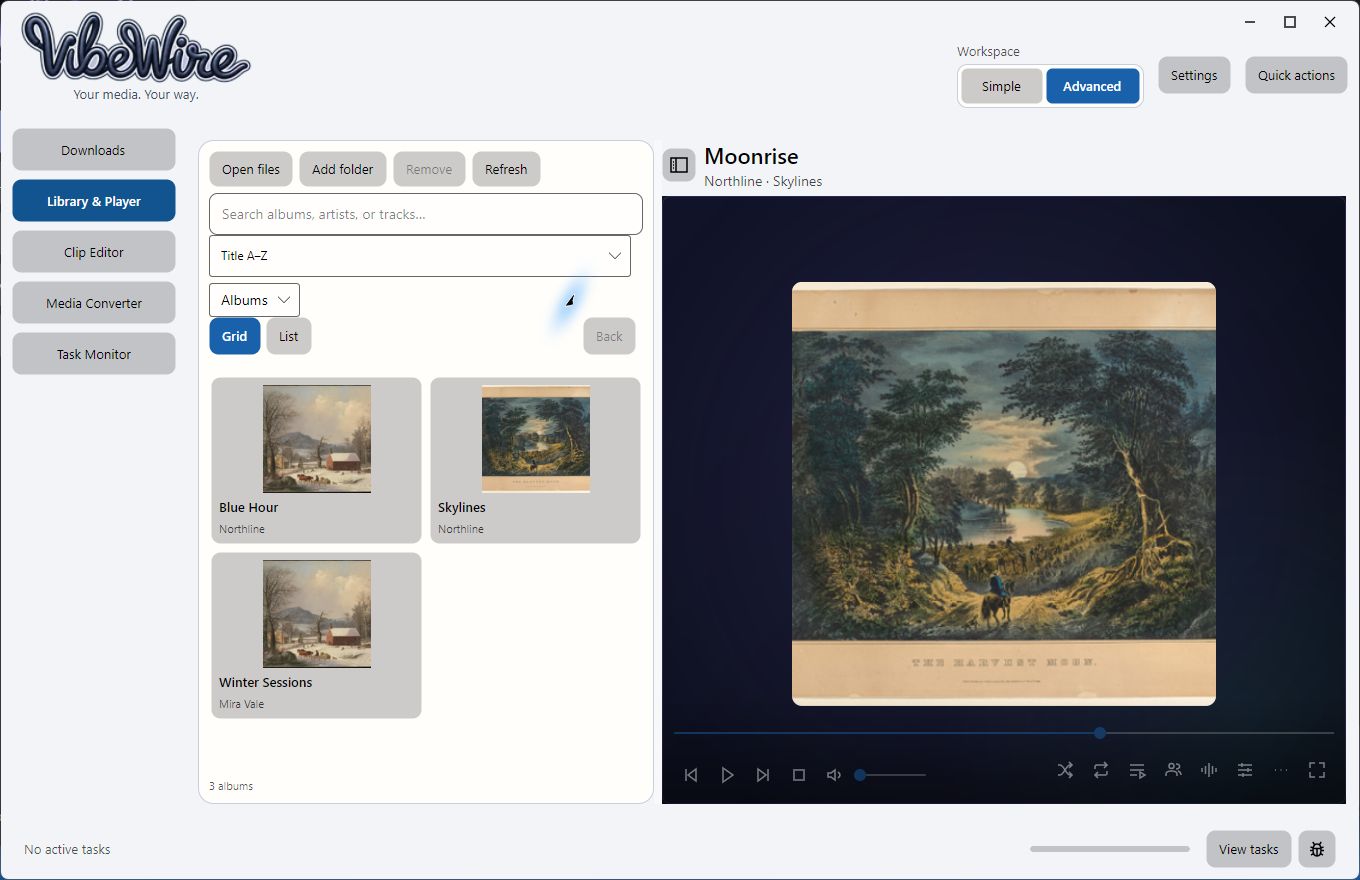 VibeWire
Your media. Your way.
Workspace
Simple
Advanced
Settings
Quick actions
Downloads
Library & Player
Clip Editor
Media Converter
Task Monitor
Open files
Add folder
Remove
Refresh
Search albums, artists, or tracks...
Title A–Z
Albums
Grid
List
Back
Blue Hour
Northline
Skylines
Northline
Winter Sessions
Mira Vale
3 albums
Moonrise
Northline · Skylines
THE HARVEST MOON.
No active tasks
View tasks